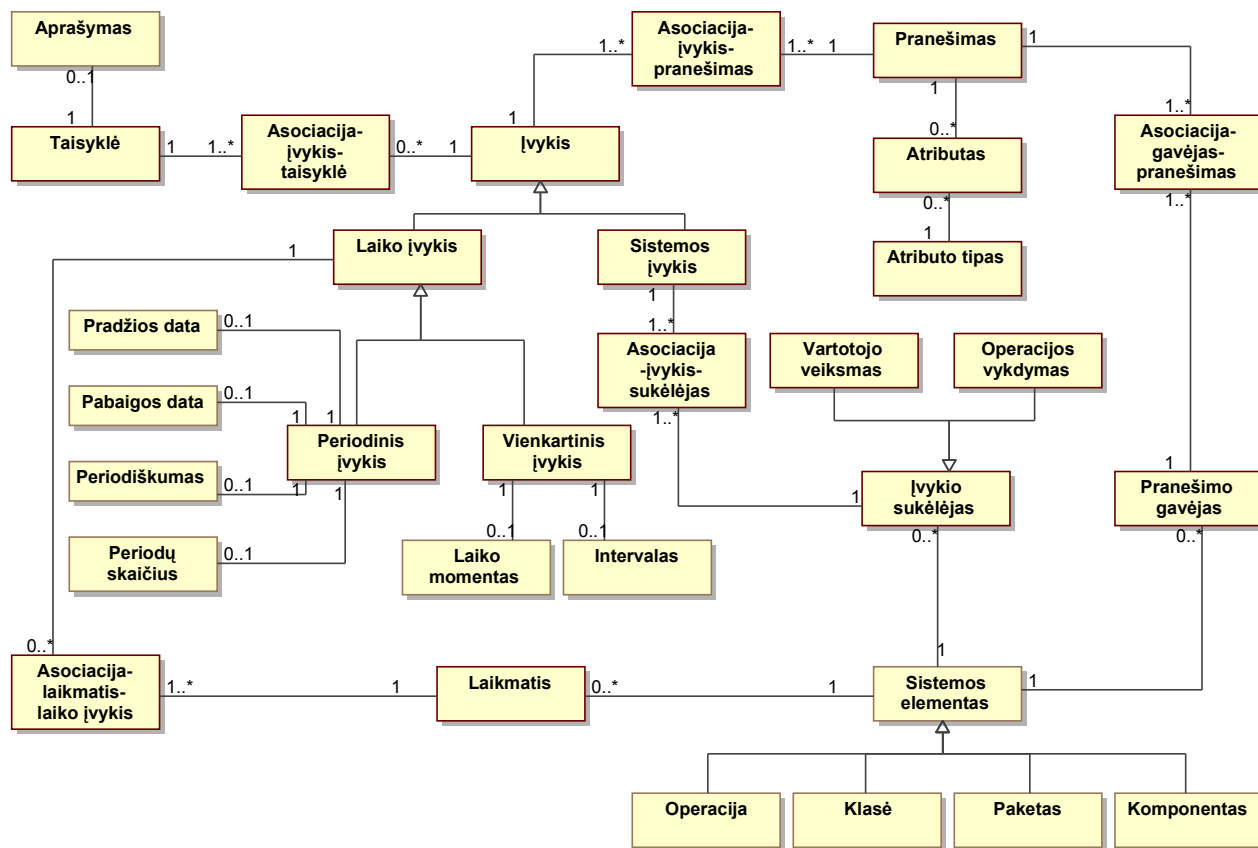 Aprašymas
0..1
1
Taisyklė
1
1..*
Asociacija-
įvykis-
taisyklė
0..*
1
Įvykis
1
1..*
Asociacija-
įvykis-
pranešimas
1..*
1
Pranešimas
1
1
0..*
Atributas
0..*
1
Atributo tipas
1..*
Asociacija-
gavėjas-
pranešimas
1..*
1
Laiko įvykis
Sistemos
įvykis
1
1..*
Asociacija
-įvykis-
sukėlėjas
1..*
Vartotojo
veiksmas
Operacijos
vykdymas
Pradžios data
0..1
1
Pabaigos data
0..1
1
Periodinis
įvykis
Vienkartinis
įvykis
Periodiškumas
0..1
1
1
Periodų
skaičius
0..1
1
0..1
Laiko
momentas
1
0..1
Intervalas
1
Įvykio
sukėlėjas
0..*
1
Pranešimo
gavėjas
0..*
0..*
Asociacija-
laikmatis-
laiko įvykis
1..*
1
Laikmatis
0..*
1
1
Sistemos
elementas
1
Operacija
Klasė
Paketas
Komponentas